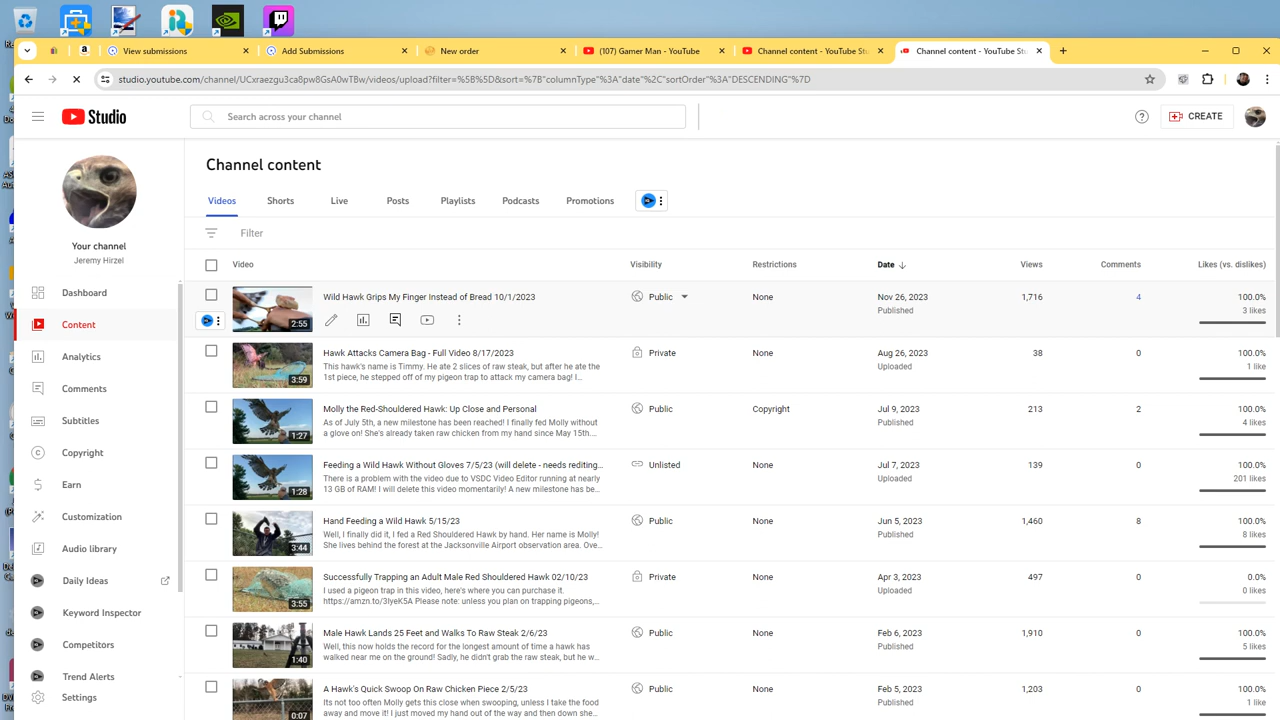 View submissions
Add Submissions
New order
(107) Gamer Man - YouTube
Channel content - YouTube Stu
Channel content - YouTube Stu
studio.youtube.com/channel/UCxraezgu3ca8pw8GsA0wTBw/videos/upload?filter=%5B%5D&sort=%7B"columnType"%3A"date"%2C"sortOrder"%3A"DESCENDING"%7D
Studio
Search across your channel
CREATE
Channel content
Videos
Shorts
Live
Posts
Playlists
Podcasts
Promotions
Filter
Your channel
Jeremy Hirzel
Dashboard
Content
Analytics
Comments
Subtitles
Copyright
Earn
Customization
Audio library
Daily Ideas
Keyword Inspector
Competitors
Trend Alerts
Settings
Video
Visibility
Restrictions
Date
Views
Comments
Likes (vs. dislikes)
2:55
Wild Hawk Grips My Finger Instead of Bread 10/1/2023
Public
None
Nov 26, 2023
Published
1,716
4
100.0%
3 likes
3:59
Hawk Attacks Camera Bag - Full Video 8/17/2023
This hawk's name is Timmy. He ate 2 slices of raw steak, but after he ate the
1st piece, he stepped off of my pigeon trap to attack my camera bag! I...
Private
None
Aug 26, 2023
Uploaded
38
0
100.0%
1 like
1:27
Molly the Red-Shouldered Hawk: Up Close and Personal
As of July 5th, a new milestone has been reached! I finally fed Molly without
a glove on! She's already taken raw chicken from my hand since May 15th....
Public
Copyright
Jul 9, 2023
Published
213
2
100.0%
4 likes
1:28
Feeding a Wild Hawk Without Gloves 7/5/23 (will delete - needs rediting...
There is a problem with the video due to VSDC Video Editor running at nearly
13 GB of RAM! I will delete this video momentarily! A new milestone has be...
Unlisted
None
Jul 7, 2023
Uploaded
139
0
100.0%
201 likes
3:44
Hand Feeding a Wild Hawk 5/15/23
Well, I finally did it, I fed a Red Shouldered Hawk by hand. Her name is Molly!
She lives behind the forest at the Jacksonville Airport observation area. Ove...
Public
None
Jun 5, 2023
Published
1,460
8
100.0%
8 likes
3:55
Successfully Trapping an Adult Male Red Shouldered Hawk 02/10/23
I used a pigeon trap in this video, here's where you can purchase it.
https://amzn.to/3IyeK5A Please note: unless you plan on trapping pigeons,...
Private
None
Apr 3, 2023
Uploaded
497
0
0.0%
0 likes
1:40
Male Hawk Lands 25 Feet and Walks To Raw Steak 2/6/23
Well, this now holds the record for the longest amount of time a hawk has
walked near me on the ground! Sadly, he didn't grab the raw steak, but he w...
Public
None
Feb 6, 2023
Published
1,910
0
100.0%
5 likes
0:07
A Hawk's Quick Swoop On Raw Chicken Piece 2/5/23
Its not too often Molly gets this close when swooping, unless I take the food
away and move it! I just moved my hand out of the way and then down she...
Public
None
Feb 5, 2023
Published
1,203
0
100.0%
1 like